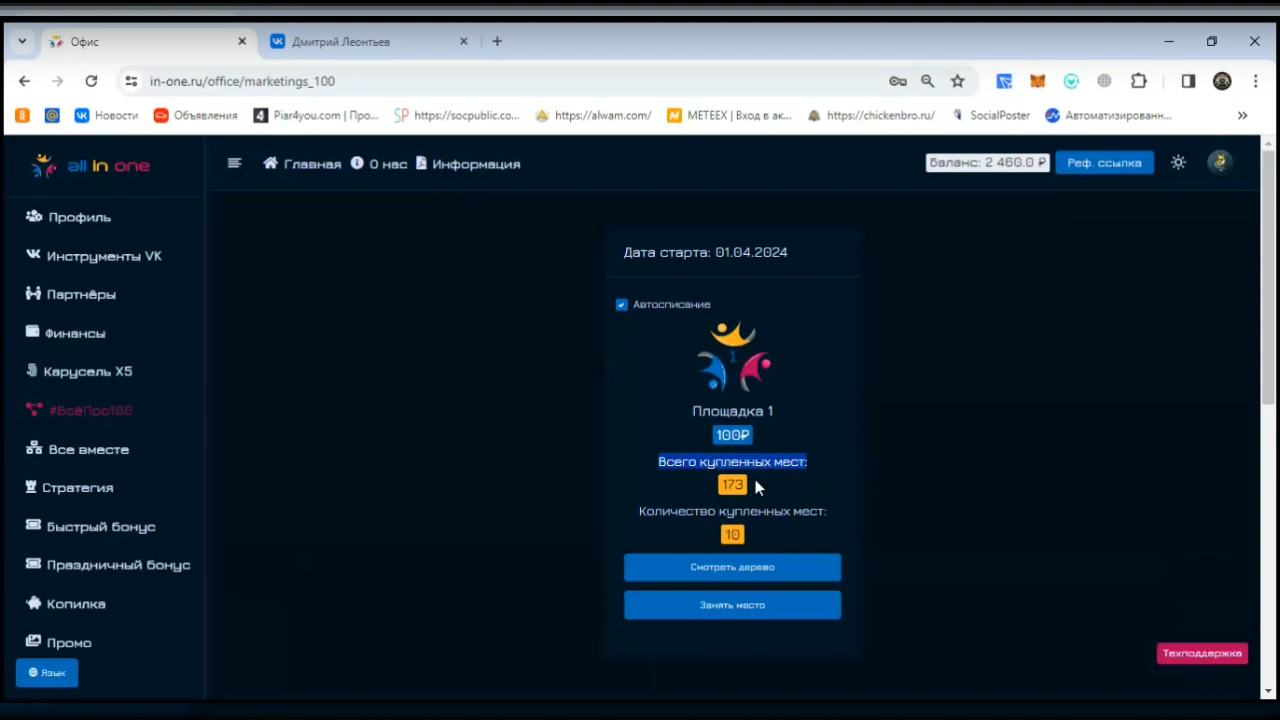 Офис
Дмитрий Леонтьев
in-one.ru/office/marketings_100
Новости
Объявления
Piar4you.com | Про...
https://socpublic.co...
https://alwam.com/
METEEX | Вход в ак...
https://chickenbro.ru/
SocialPoster
Автоматизированн...
all in one
Главная
О нас
Информация
баланс: 2 460.0 ₽
Реф. ссылка
Профиль
Инструменты VK
Партнёры
Финансы
Карусель X5
#ВсёПро100
Все вместе
Стратегия
Быстрый бонус
Праздничный бонус
Копилка
Промо
Язык
Дата старта: 01.04.2024
Автосписание
1
Площадка 1
100₽
Всего купленных мест:
173
Количество купленных мест:
10
Смотреть дерево
Занять место
Техподдержка